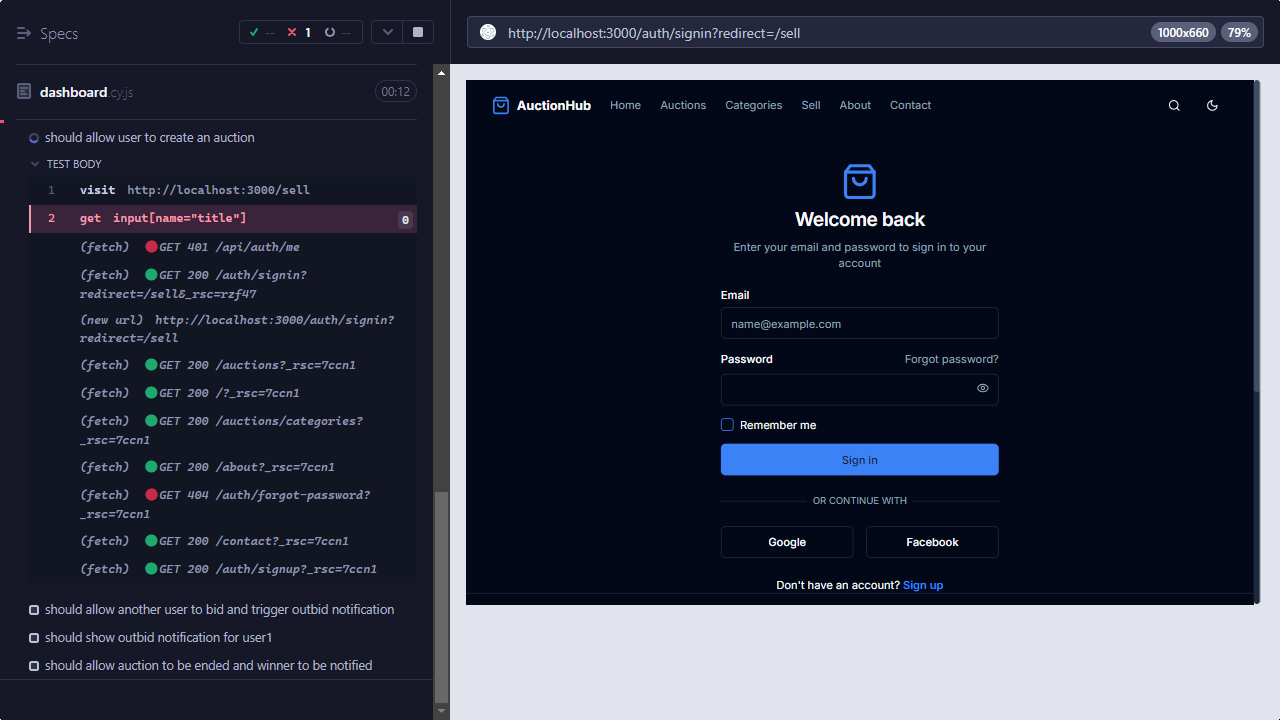 Specs
-- 1 --
dashboard.cy.js
00:12
should allow user to create an auction
TEST BODY
1 visit http://localhost:3000/sell
2 get input[name="title"] 0
(fetch) GET 401 /api/auth/me
(fetch) GET 200 /auth/signin?
redirect=/sell&_rsc=rzf47
(new url) http://localhost:3000/auth/signin?
redirect=/sell
(fetch) GET 200 /auctions?_rsc=7ccn1
(fetch) GET 200 /?_rsc=7ccn1
(fetch) GET 200 /auctions/categories?
_rsc=7ccn1
(fetch) GET 200 /about?_rsc=7ccn1
(fetch) GET 404 /auth/forgot-password?
_rsc=7ccn1
(fetch) GET 200 /contact?_rsc=7ccn1
(fetch) GET 200 /auth/signup?_rsc=7ccn1
should allow another user to bid and trigger outbid notification
should show outbid notification for user1
should allow auction to be ended and winner to be notified
http://localhost:3000/auth/signin?redirect=/sell 1000x660 79%
AuctionHub Home Auctions Categories Sell About Contact
Welcome back
Enter your email and password to sign in to your
account
Email
name@example.com
Password Forgot password?
Remember me
Sign in
OR CONTINUE WITH
Google Facebook
Don't have an account? Sign up